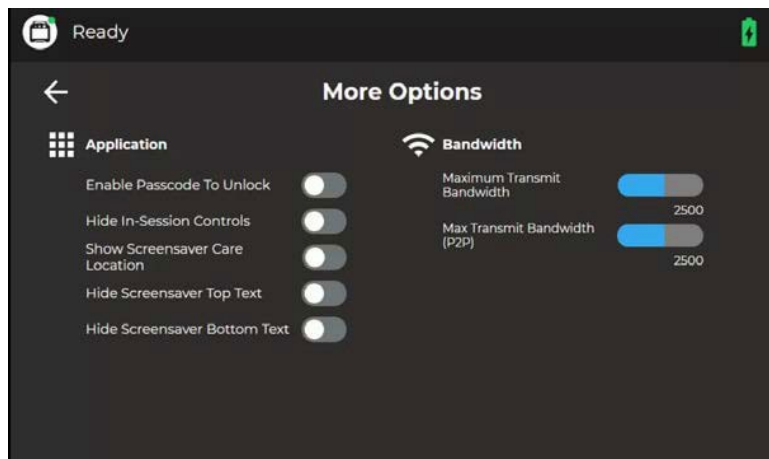 Ready
More Options
Application
Enable Passcode To Unlock
Hide In-Session Controls
Show Screensaver Care
Location
Hide Screensaver Top Text
Hide Screensaver Bottom Text
Bandwidth
Maximum Transmit
Bandwidth
2500
Max Transmit Bandwidth
(P2P)
2500